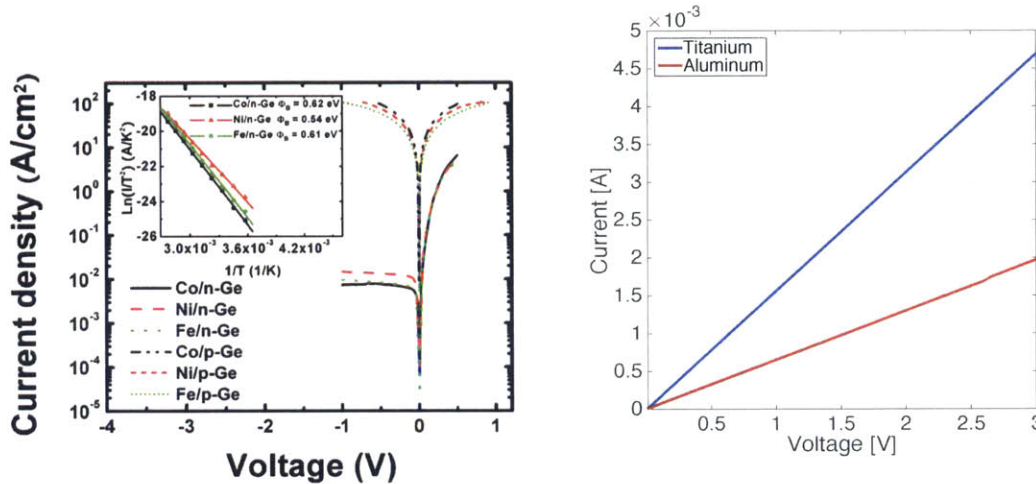 Current density (A/cm²)
10²
10¹
10⁰
10⁻¹
10⁻²
10⁻³
10⁻⁴
10⁻⁵
-4 -3 -2 -1 0 1
Voltage (V)
Ln(I/T²) (A/K²)
-18
-20
-22
-24
-26
Co/n-Ge Φ_B = 0.62 eV
Ni/n-Ge Φ_B = 0.54 eV
Fe/n-Ge Φ_B = 0.61 eV
3.0x10⁻³ 3.6x10⁻³ 4.2x10⁻³
1/T (1/K)
Co/n-Ge
Ni/n-Ge
Fe/n-Ge
Co/p-Ge
Ni/p-Ge
Fe/p-Ge
×10⁻³
Current [A]
5
4.5
4
3.5
3
2.5
2
1.5
1
0.5
0
Titanium
Aluminum
0.5 1 1.5 2 2.5 3
Voltage [V]